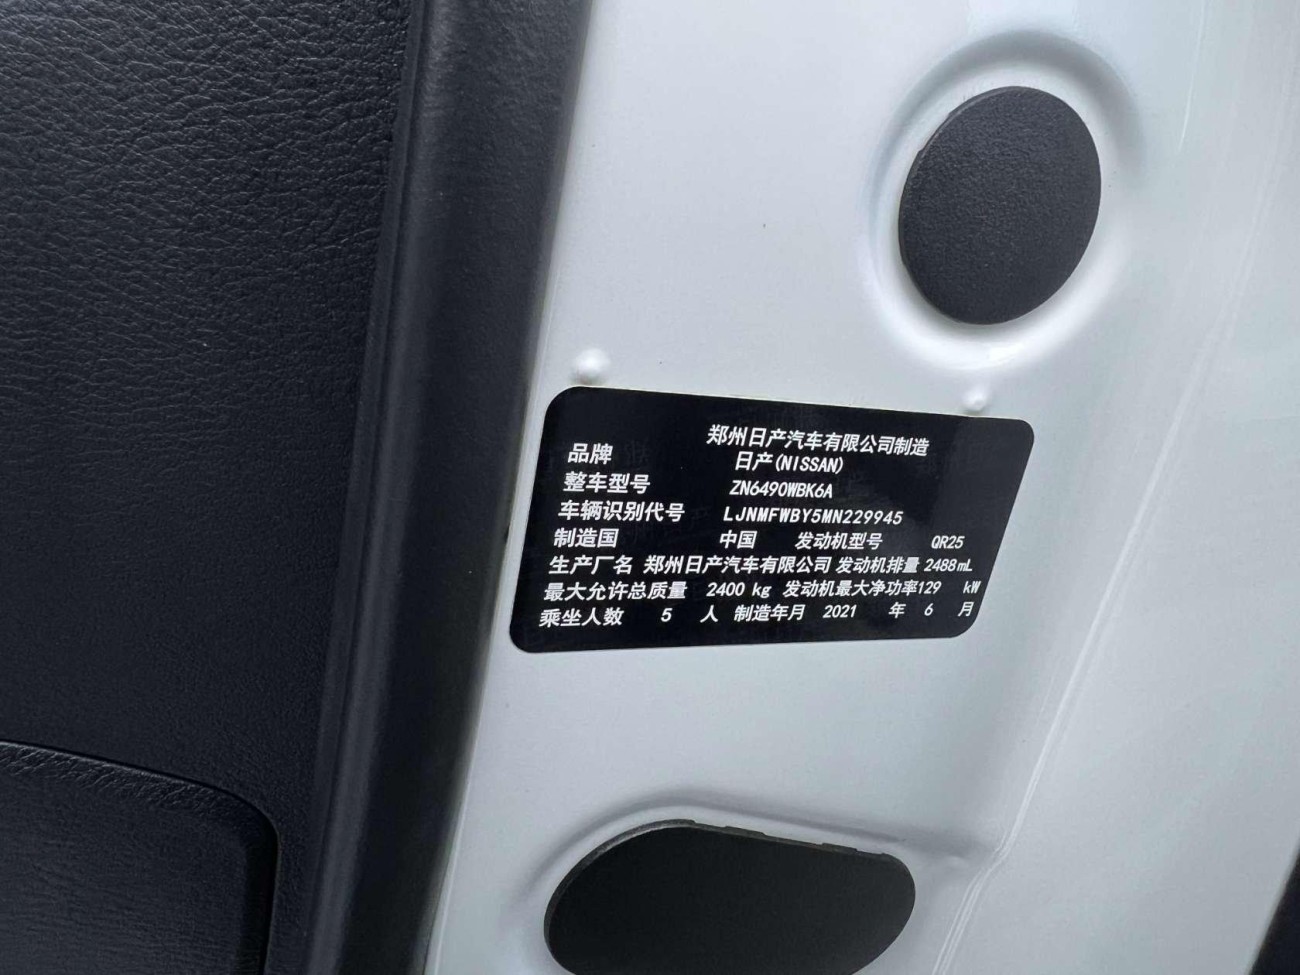 郑州日产汽车有限公司制造
品牌 日产(NISSAN)
整车型号 ZN6490WBK6A
车辆识别代号 LJNMFWBY5MN229945
制造国 中国 发动机型号 QR25
生产厂名 郑州日产汽车有限公司 发动机排量 2488mL
最大允许总质量 2400 kg 发动机最大净功率129 kW
乘坐人数 5 人 制造年月 2021 年 6 月